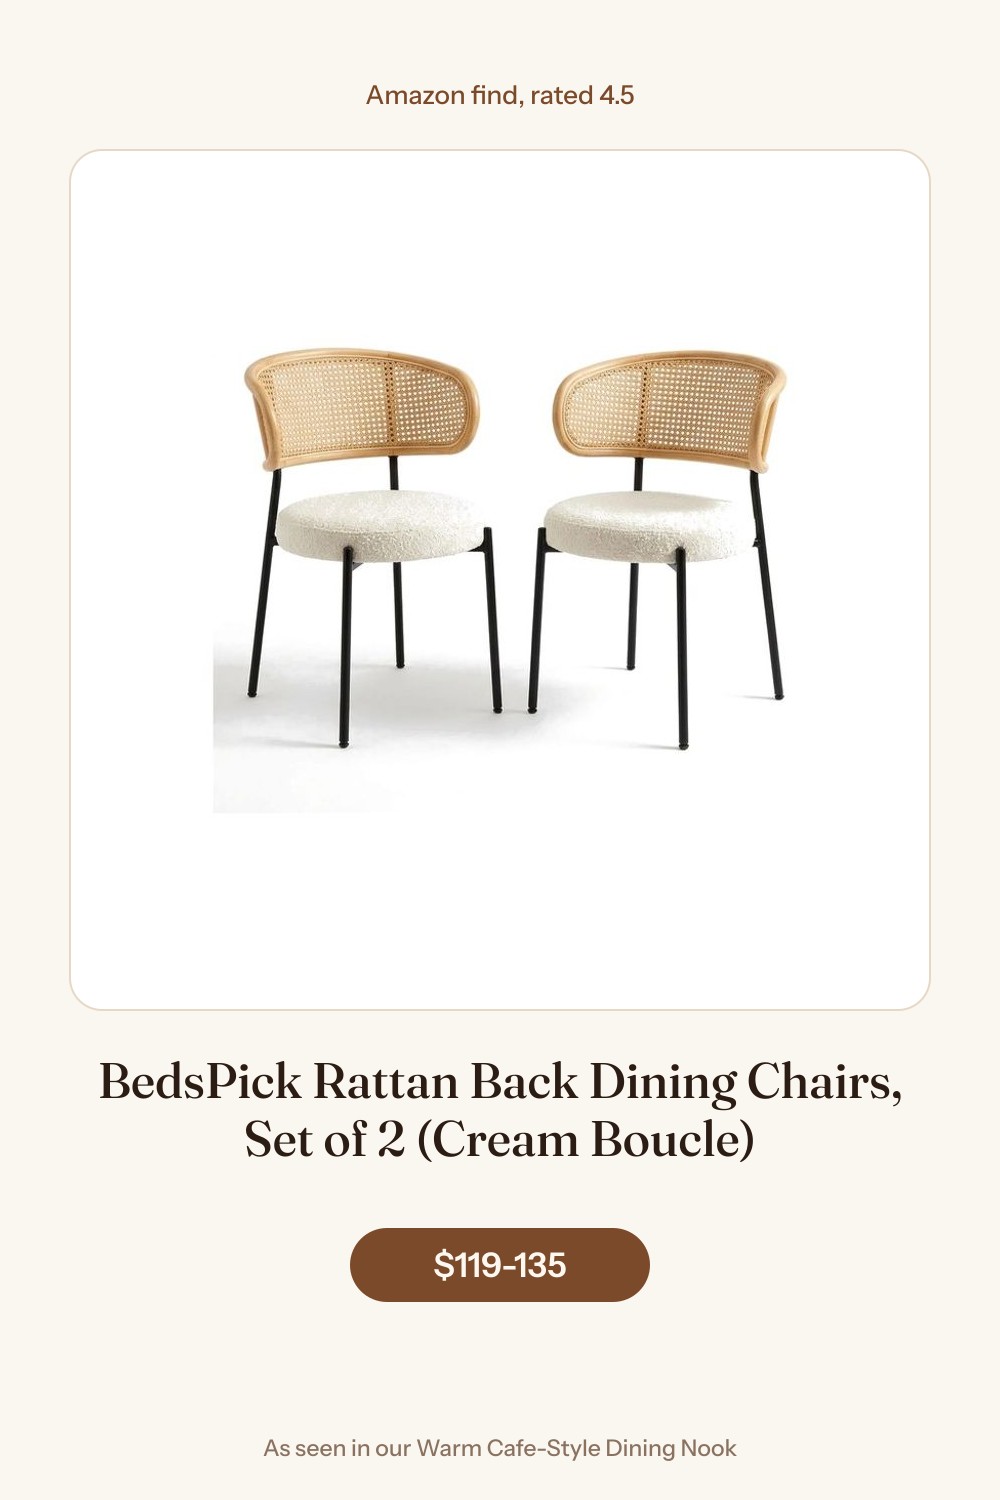 Amazon find, rated 4.5
BedsPick Rattan Back Dining Chairs,
Set of 2 (Cream Boucle)
$119-135
As seen in our Warm Cafe-Style Dining Nook